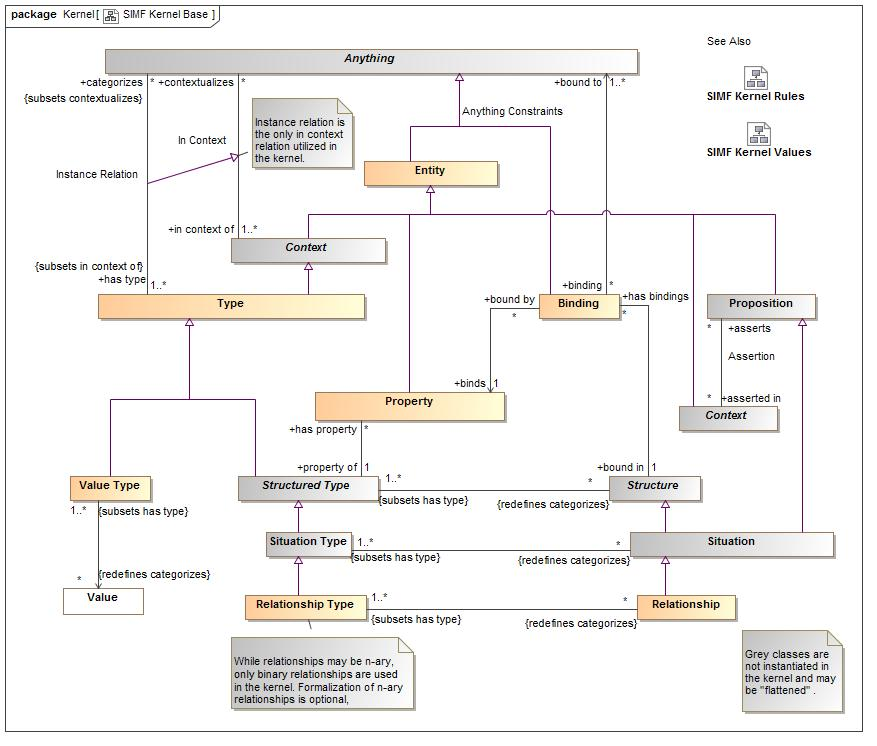 package Kernel[ SIMF Kernel Base ]
Anything
See Also
+categorizes * +contextualizes *
{subsets contextualizes}
+bound to 1..*
SIMF Kernel Rules
Anything Constraints
Instance relation is
the only in context
relation utilized in
the kernel.
In Context
SIMF Kernel Values
Instance Relation
Entity
+in context of 1..*
Context
{subsets in context of}
+has type 1..*
+binding *
Type
+bound by *
Binding
+has bindings *
Proposition
* +asserts
Assertion
+binds 1
* +asserted in
Property
Context
+has property *
+property of 1
+bound in 1
Value Type
Structured Type
1..* *
Structure
{subsets has type} {redefines categorizes}
1..* {subsets has type}
Situation Type
1..* *
Situation
{subsets has type} {redefines categorizes}
* {redefines categorizes}
Value
Relationship Type
1..* *
Relationship
{subsets has type} {redefines categorizes}
While relationships may be n-ary,
only binary relationships are used
in the kernel. Formalization of n-ary
relationships is optional,
Grey classes are
not instantiated in
the kernel and may
be "flattened" .